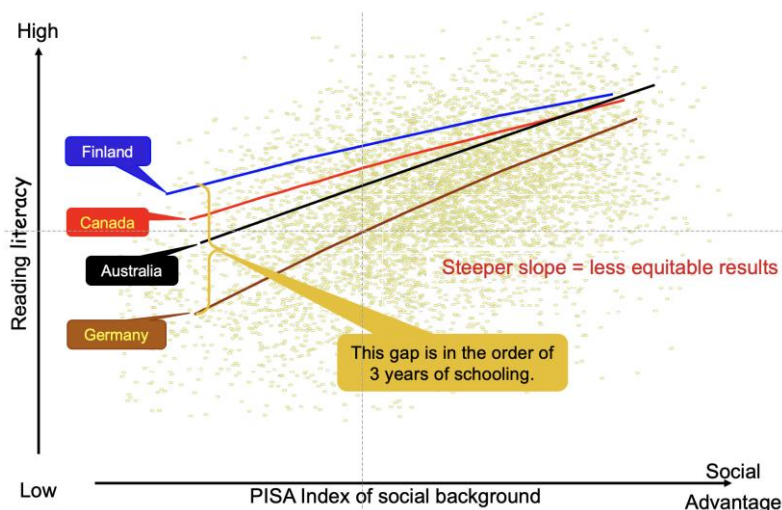 High
Finland
Canada
Reading literacy
Australia
Steeper slope = less equitable results
Germany
This gap is in the order of
3 years of schooling.
Social
Low
PISA Index of social background
Advantage